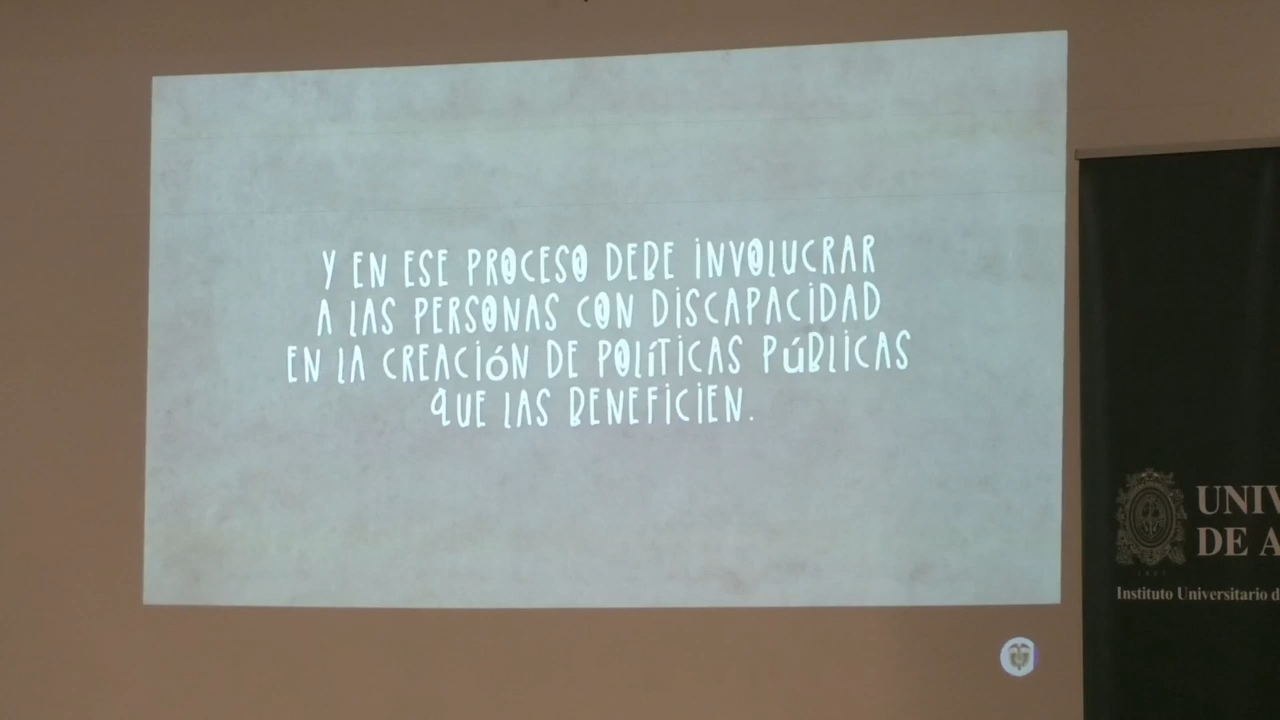 Y EN ESE PROCESO DEBE INVOLUCRAR
A LAS PERSONAS CON DISCAPACIDAD
EN LA CREACIÓN DE POLÍTICAS PÚBLICAS
QUE LAS BENEFICIEN.
UNIV
DE A
Instituto Universitario d